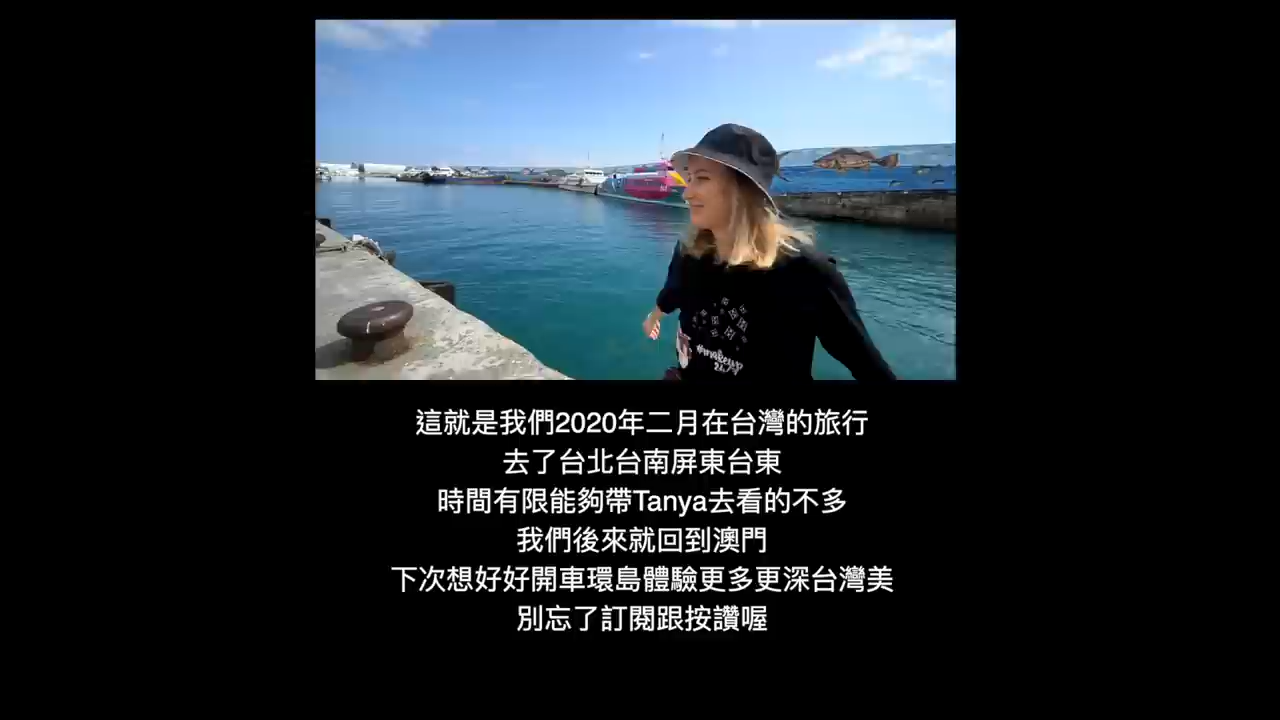 #makeup
這就是我們2020年二月在台灣的旅行
去了台北台南屏東台東
時間有限能夠帶Tanya去看的不多
我們後來就回到澳門
下次想好好開車環島體驗更多更深台灣美
別忘了訂閱跟按讚喔